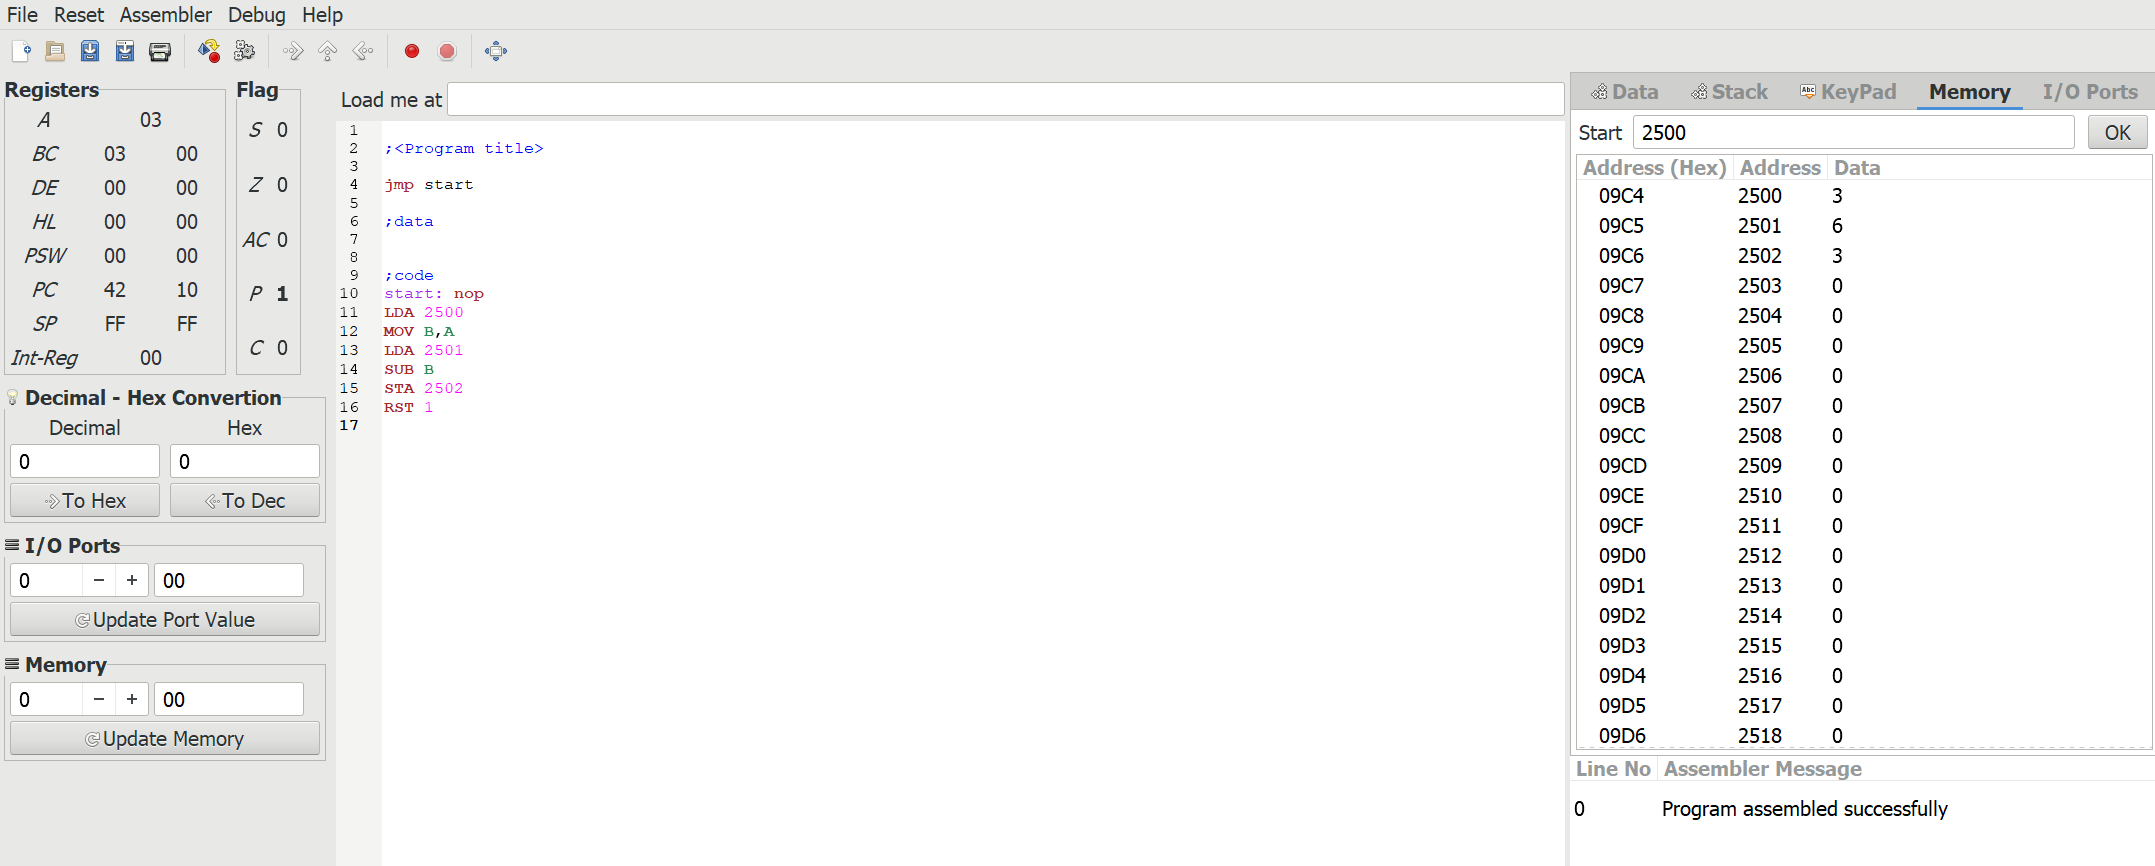 File Reset Assembler Debug Help
Registers
A 03
BC 03 00
DE 00 00
HL 00 00
PSW 00 00
PC 42 10
SP FF FF
Int-Reg 00
Flag
S 0
Z 0
AC 0
P 1
C 0
Decimal - Hex Convertion
Decimal Hex
0 0
To Hex To Dec
I/O Ports
0 − + 00
Update Port Value
Memory
0 − + 00
Update Memory
Load me at
1
2 ;<Program title>
3
4 jmp start
5
6 ;data
7
8
9 ;code
10 start: nop
11 LDA 2500
12 MOV B,A
13 LDA 2501
14 SUB B
15 STA 2502
16 RST 1
17
Data Stack Abc KeyPad Memory I/O Ports
Start 2500 OK
Address (Hex) Address Data
09C4 2500 3
09C5 2501 6
09C6 2502 3
09C7 2503 0
09C8 2504 0
09C9 2505 0
09CA 2506 0
09CB 2507 0
09CC 2508 0
09CD 2509 0
09CE 2510 0
09CF 2511 0
09D0 2512 0
09D1 2513 0
09D2 2514 0
09D3 2515 0
09D4 2516 0
09D5 2517 0
09D6 2518 0
Line No Assembler Message
0 Program assembled successfully